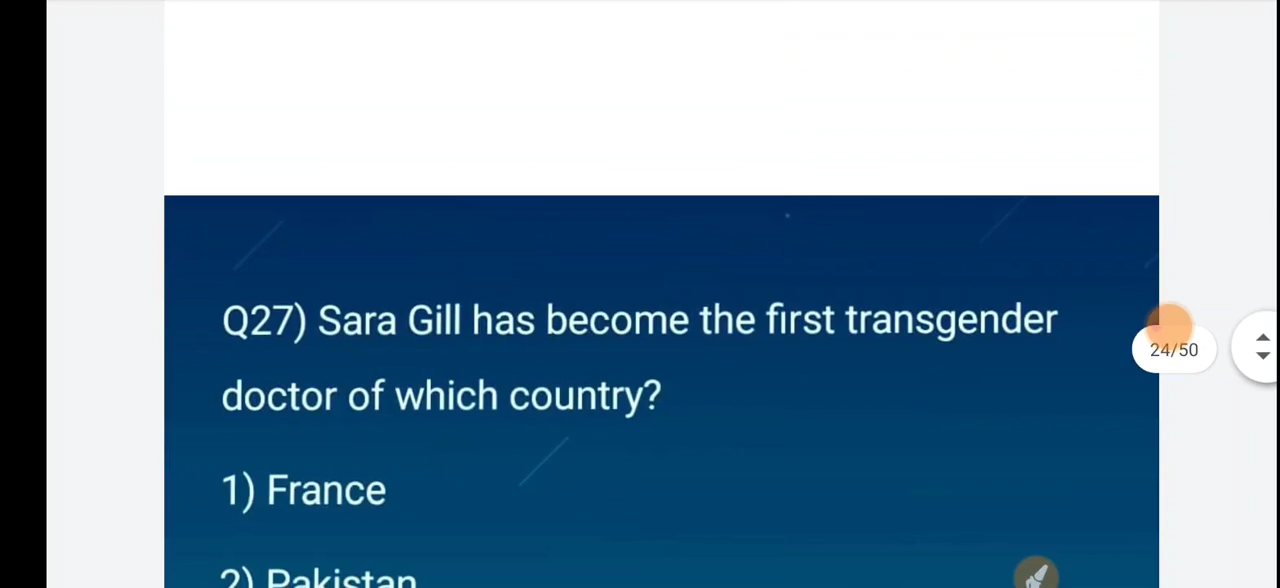 Q27) Sara Gill has become the first transgender
24/50
doctor of which country?
1) France
2) Pakistan